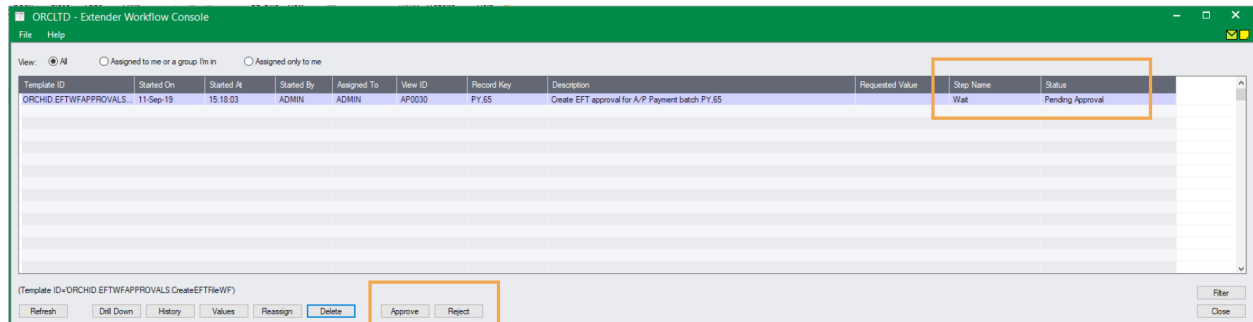 ORCLTD - Extender Workflow Console
File Help
View: All Assigned to me or a group I'm in Assigned only to me
Template ID Started On Started At Started By Assigned To View ID Record Key Description Requested Value Step Name Status
ORCHID.EFTWFAPPROVALS... 11-Sep-19 15:18:03 ADMIN ADMIN AP0030 PY,65 Create EFT approval for A/P Payment batch PY,65 Wait Pending Approval
(Template ID='ORCHID.EFTWFAPPROVALS.CreateEFTFileWF')
Filter
Refresh Drill Down History Values Reassign Delete Approve Reject Close